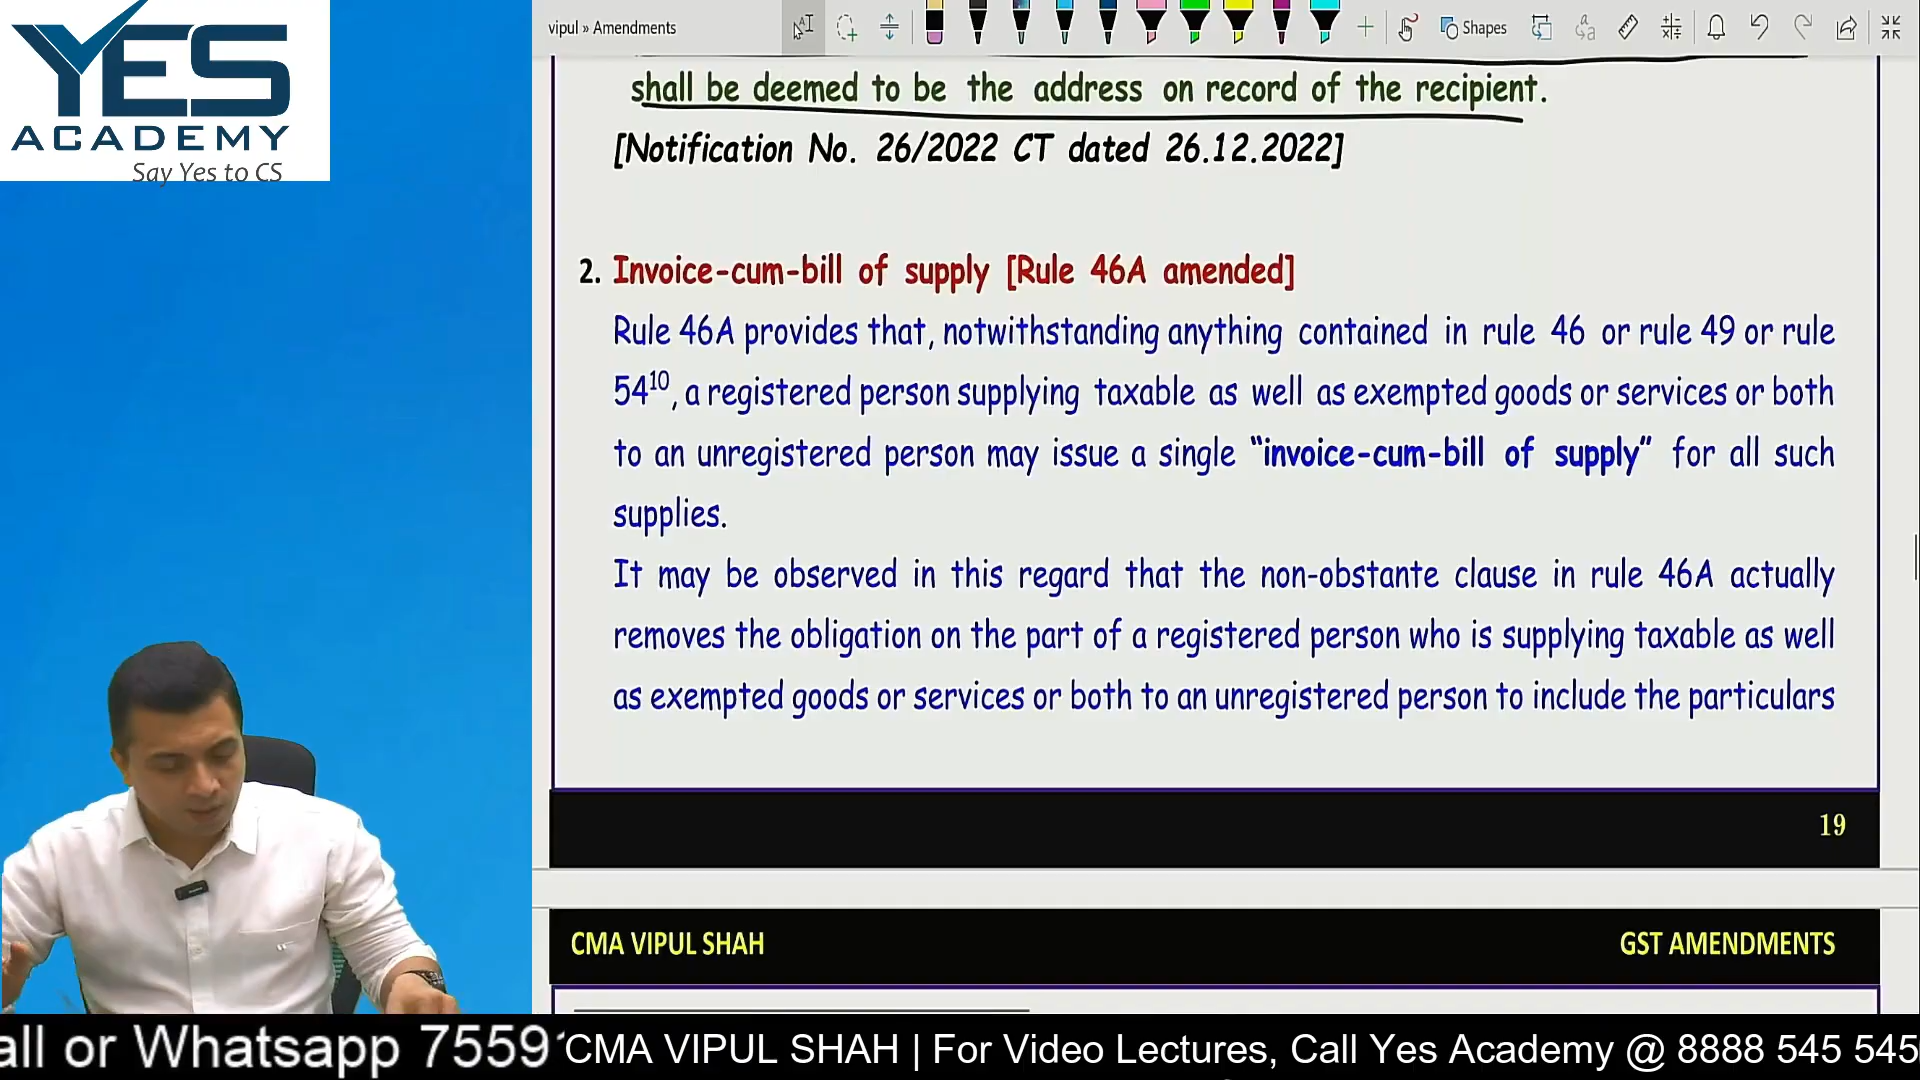 YES
ACADEMY
Say Yes to CS
vipul » Amendments
Shapes
shall be deemed to be the address on record of the recipient.
[Notification No. 26/2022 CT dated 26.12.2022]
2. Invoice-cum-bill of supply [Rule 46A amended]
Rule 46A provides that, notwithstanding anything contained in rule 46 or rule 49 or rule
54¹⁰, a registered person supplying taxable as well as exempted goods or services or both
to an unregistered person may issue a single “invoice-cum-bill of supply” for all such
supplies.
It may be observed in this regard that the non-obstante clause in rule 46A actually
removes the obligation on the part of a registered person who is supplying taxable as well
as exempted goods or services or both to an unregistered person to include the particulars
19
CMA VIPUL SHAH
GST AMENDMENTS
all or Whatsapp 7559
CMA VIPUL SHAH | For Video Lectures, Call Yes Academy @ 8888 545 545